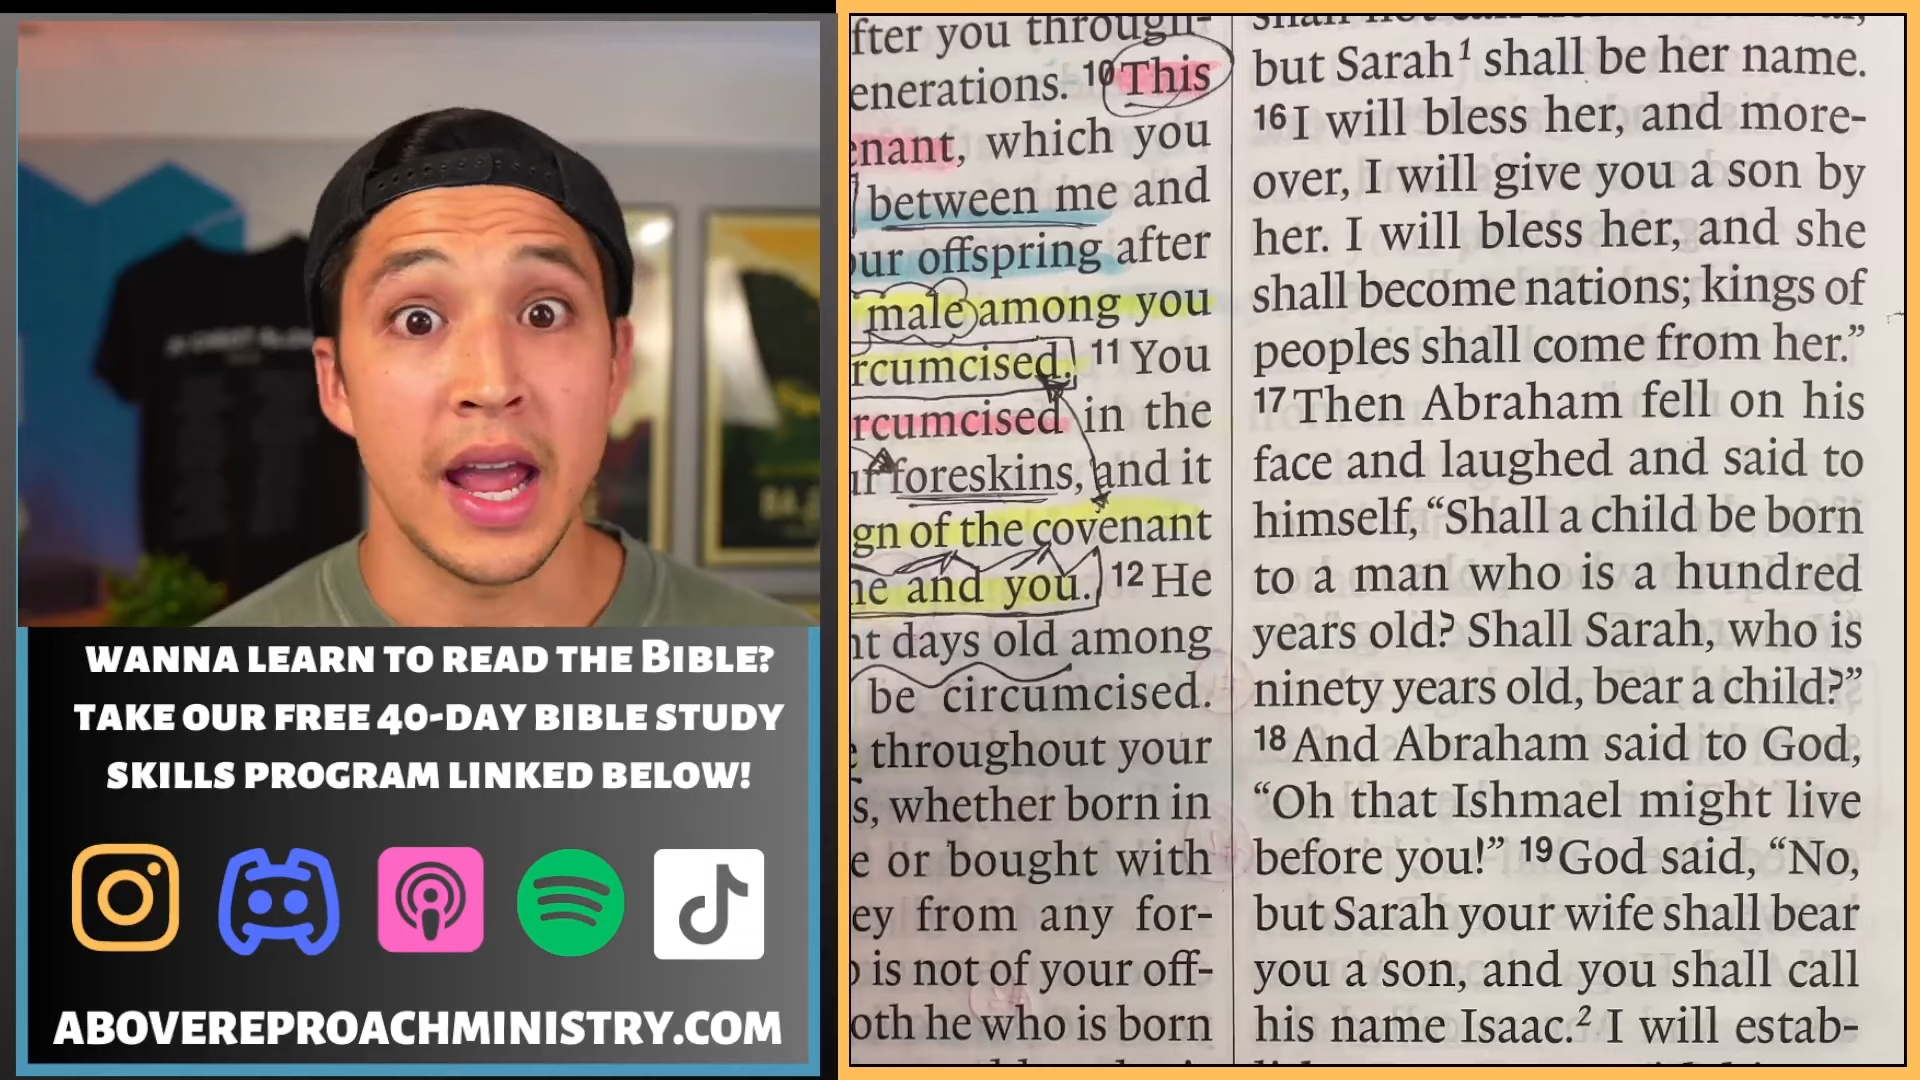 WANNA LEARN TO READ THE BIBLE?
TAKE OUR FREE 40-DAY BIBLE STUDY
SKILLS PROGRAM LINKED BELOW!
ABOVEREPROACHMINISTRY.COM
fter you through-
enerations. 10 This
enant, which you
between me and
our offspring after
male among you
rcumcised. 11 You
rcumcised in the
foreskins, and it
gn of the covenant
me and you. 12 He
ht days old among
be circumcised.
throughout your
s, whether born in
e or bought with
ey from any for-
o is not of your off-
oth he who is born
but Sarah1 shall be her name.
16 I will bless her, and more-
over, I will give you a son by
her. I will bless her, and she
shall become nations; kings of
peoples shall come from her.”
17 Then Abraham fell on his
face and laughed and said to
himself, “Shall a child be born
to a man who is a hundred
years old? Shall Sarah, who is
ninety years old, bear a child?”
18 And Abraham said to God,
“Oh that Ishmael might live
before you!” 19 God said, “No,
but Sarah your wife shall bear
you a son, and you shall call
his name Isaac.2 I will estab-